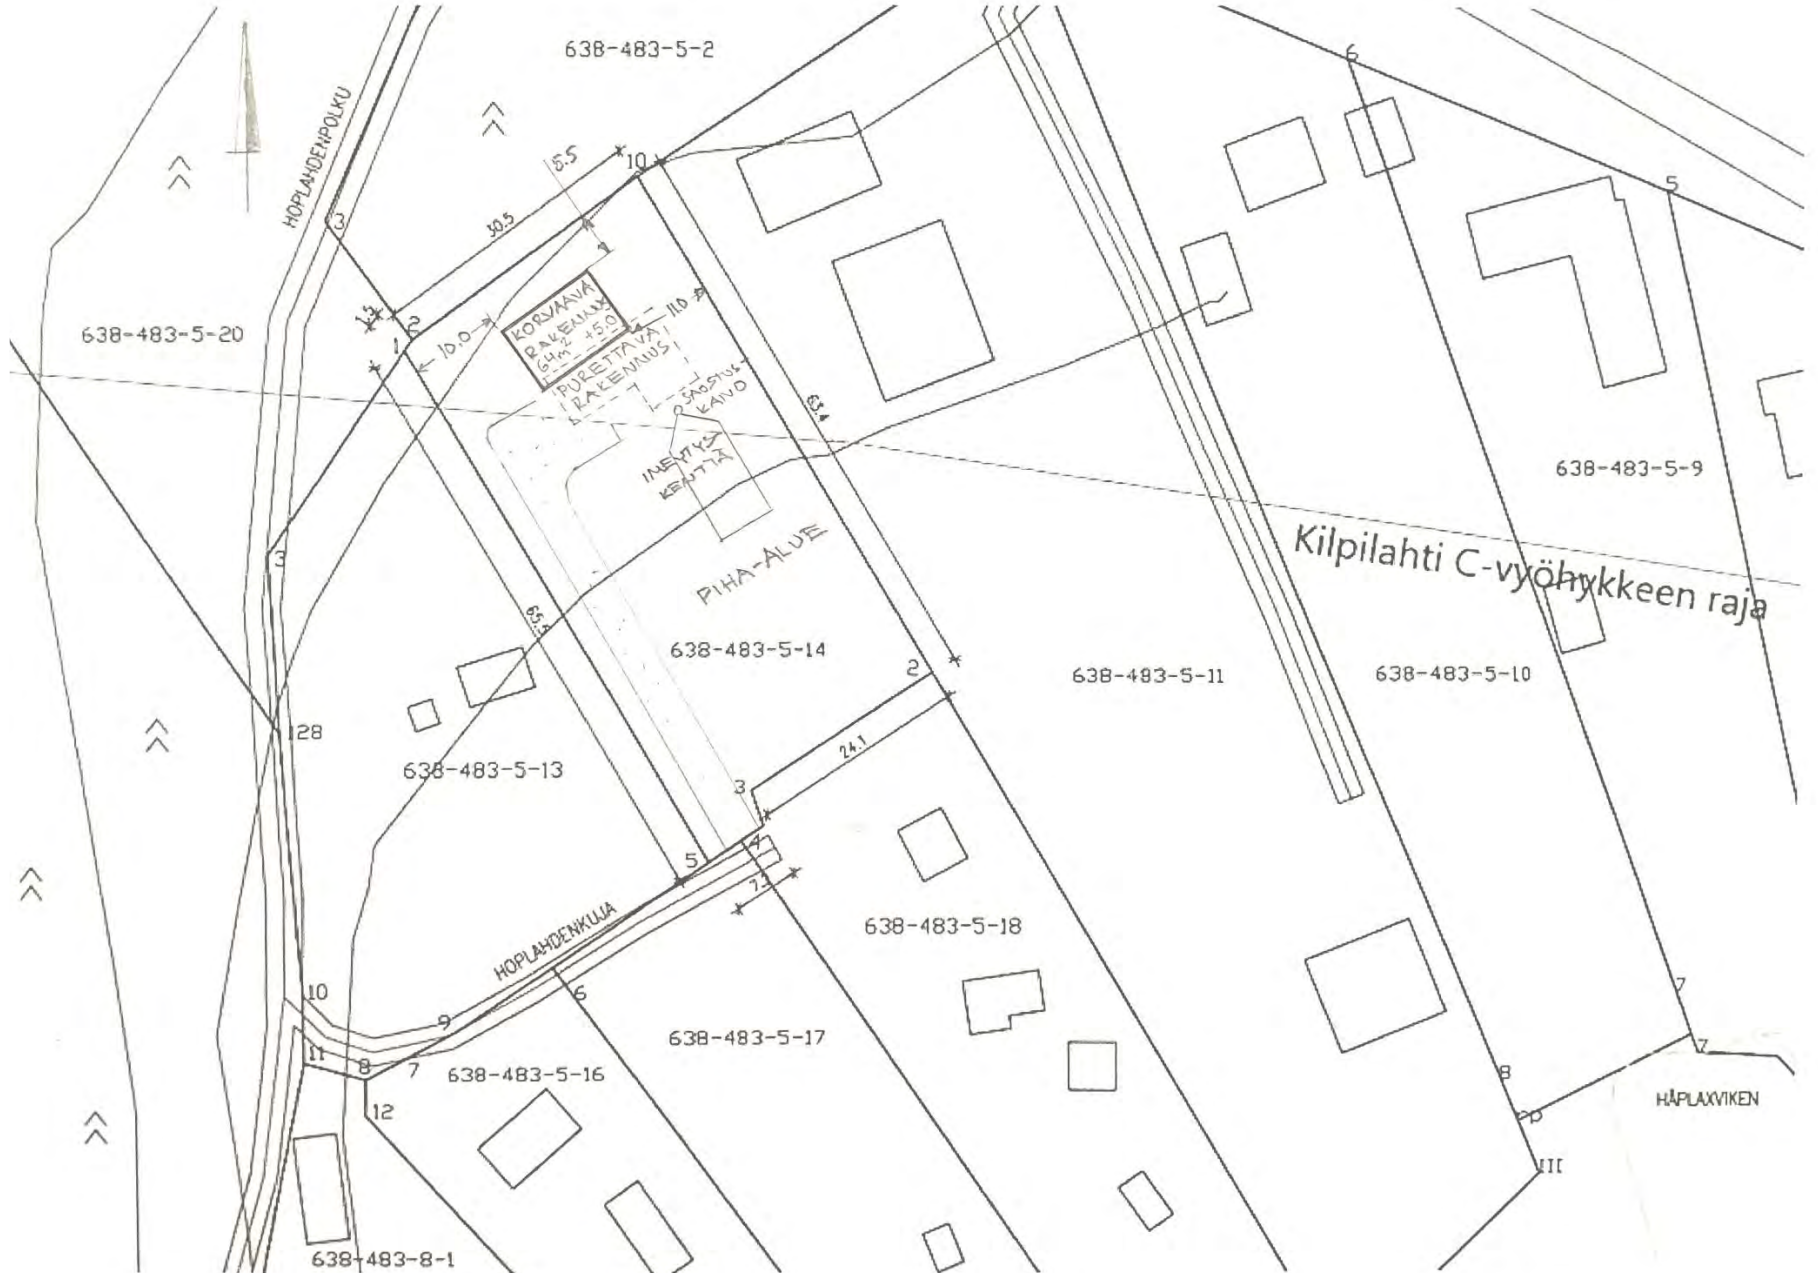 638-483-5-2
HOPLAHDENPOLKU
6
5
10
5.5
30.5
3
1.5
2
1
10.0
11.0
638-483-5-20
KORVAAVA
RAKENNUS
64m² +5.0
PURETTAVA
RAKENNUS
SAOSTUS-
KAIVO
IMEYTYS
KENTTÄ
PIHA-ALUE
63.4
65.5
638-483-5-9
Kilpilahti C-vyöhykkeen raja
3
638-483-5-14
638-483-5-11
638-483-5-10
2
128
638-483-5-13
24.1
3
4
5
7.3
HOPLAHDENKUJA
638-483-5-18
10
9
6
7
11
8
7
638-483-5-17
638-483-5-16
12
8
7
HÅPLAXVIKEN
III
638-483-8-1